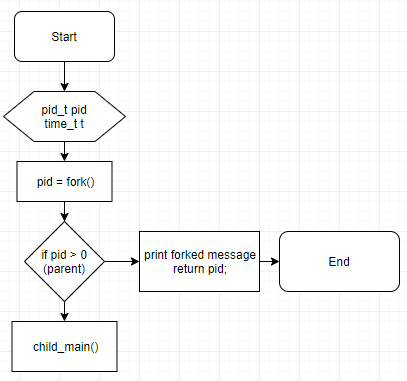 Start
pid_t pid
time_t t
pid = fork()
if pid > 0
(parent)
print forked message
return pid;
End
child_main()